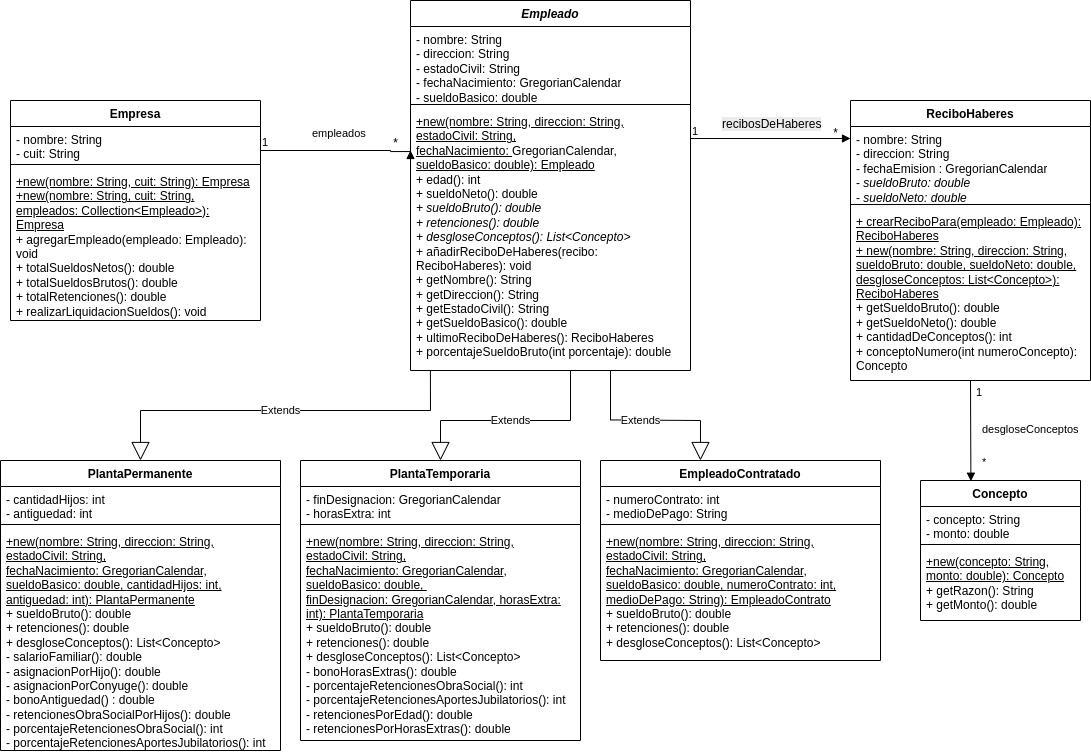 Empleado
- nombre: String
- direccion: String
- estadoCivil: String
- fechaNacimiento: GregorianCalendar
- sueldoBasico: double
+new(nombre: String, direccion: String,
estadoCivil: String,
fechaNacimiento: GregorianCalendar,
sueldoBasico: double): Empleado
+ edad(): int
+ sueldoNeto(): double
+ sueldoBruto(): double
+ retenciones(): double
+ desgloseConceptos(): List<Concepto>
+ añadirReciboDeHaberes(recibo:
ReciboHaberes): void
+ getNombre(): String
+ getDireccion(): String
+ getEstadoCivil(): String
+ getSueldoBasico(): double
+ ultimoReciboDeHaberes(): ReciboHaberes
+ porcentajeSueldoBruto(int porcentaje): double
Empresa
- nombre: String
- cuit: String
+new(nombre: String, cuit: String): Empresa
+new(nombre: String, cuit: String,
empleados: Collection<Empleado>):
Empresa
+ agregarEmpleado(empleado: Empleado):
void
+ totalSueldosNetos(): double
+ totalSueldosBrutos(): double
+ totalRetenciones(): double
+ realizarLiquidacionSueldos(): void
1
empleados
*
1
recibosDeHaberes
*
ReciboHaberes
- nombre: String
- direccion: String
- fechaEmision : GregorianCalendar
- sueldoBruto: double
- sueldoNeto: double
+ crearReciboPara(empleado: Empleado):
ReciboHaberes
+ new(nombre: String, direccion: String,
sueldoBruto: double, sueldoNeto: double,
desgloseConceptos: List<Concepto>):
ReciboHaberes
+ getSueldoBruto(): double
+ getSueldoNeto(): double
+ cantidadDeConceptos(): int
+ conceptoNumero(int numeroConcepto):
Concepto
1
desgloseConceptos
*
Extends
Extends
Extends
PlantaPermanente
- cantidadHijos: int
- antiguedad: int
+new(nombre: String, direccion: String,
estadoCivil: String,
fechaNacimiento: GregorianCalendar,
sueldoBasico: double, cantidadHijos: int,
antiguedad: int): PlantaPermanente
+ sueldoBruto(): double
+ retenciones(): double
+ desgloseConceptos(): List<Concepto>
- salarioFamiliar(): double
- asignacionPorHijo(): double
- asignacionPorConyuge(): double
- bonoAntiguedad() : double
- retencionesObraSocialPorHijos(): double
- porcentajeRetencionesObraSocial(): int
- porcentajeRetencionesAportesJubilatorios(): int
PlantaTemporaria
- finDesignacion: GregorianCalendar
- horasExtra: int
+new(nombre: String, direccion: String,
estadoCivil: String,
fechaNacimiento: GregorianCalendar,
sueldoBasico: double,
finDesignacion: GregorianCalendar, horasExtra:
int): PlantaTemporaria
+ sueldoBruto(): double
+ retenciones(): double
+ desgloseConceptos(): List<Concepto>
- bonoHorasExtras(): double
- porcentajeRetencionesObraSocial(): int
- porcentajeRetencionesAportesJubilatorios(): int
- retencionesPorEdad(): double
- retencionesPorHorasExtras(): double
EmpleadoContratado
- numeroContrato: int
- medioDePago: String
+new(nombre: String, direccion: String,
estadoCivil: String,
fechaNacimiento: GregorianCalendar,
sueldoBasico: double, numeroContrato: int,
medioDePago: String): EmpleadoContrato
+ sueldoBruto(): double
+ retenciones(): double
+ desgloseConceptos(): List<Concepto>
Concepto
- concepto: String
- monto: double
+new(concepto: String,
monto: double): Concepto
+ getRazon(): String
+ getMonto(): double